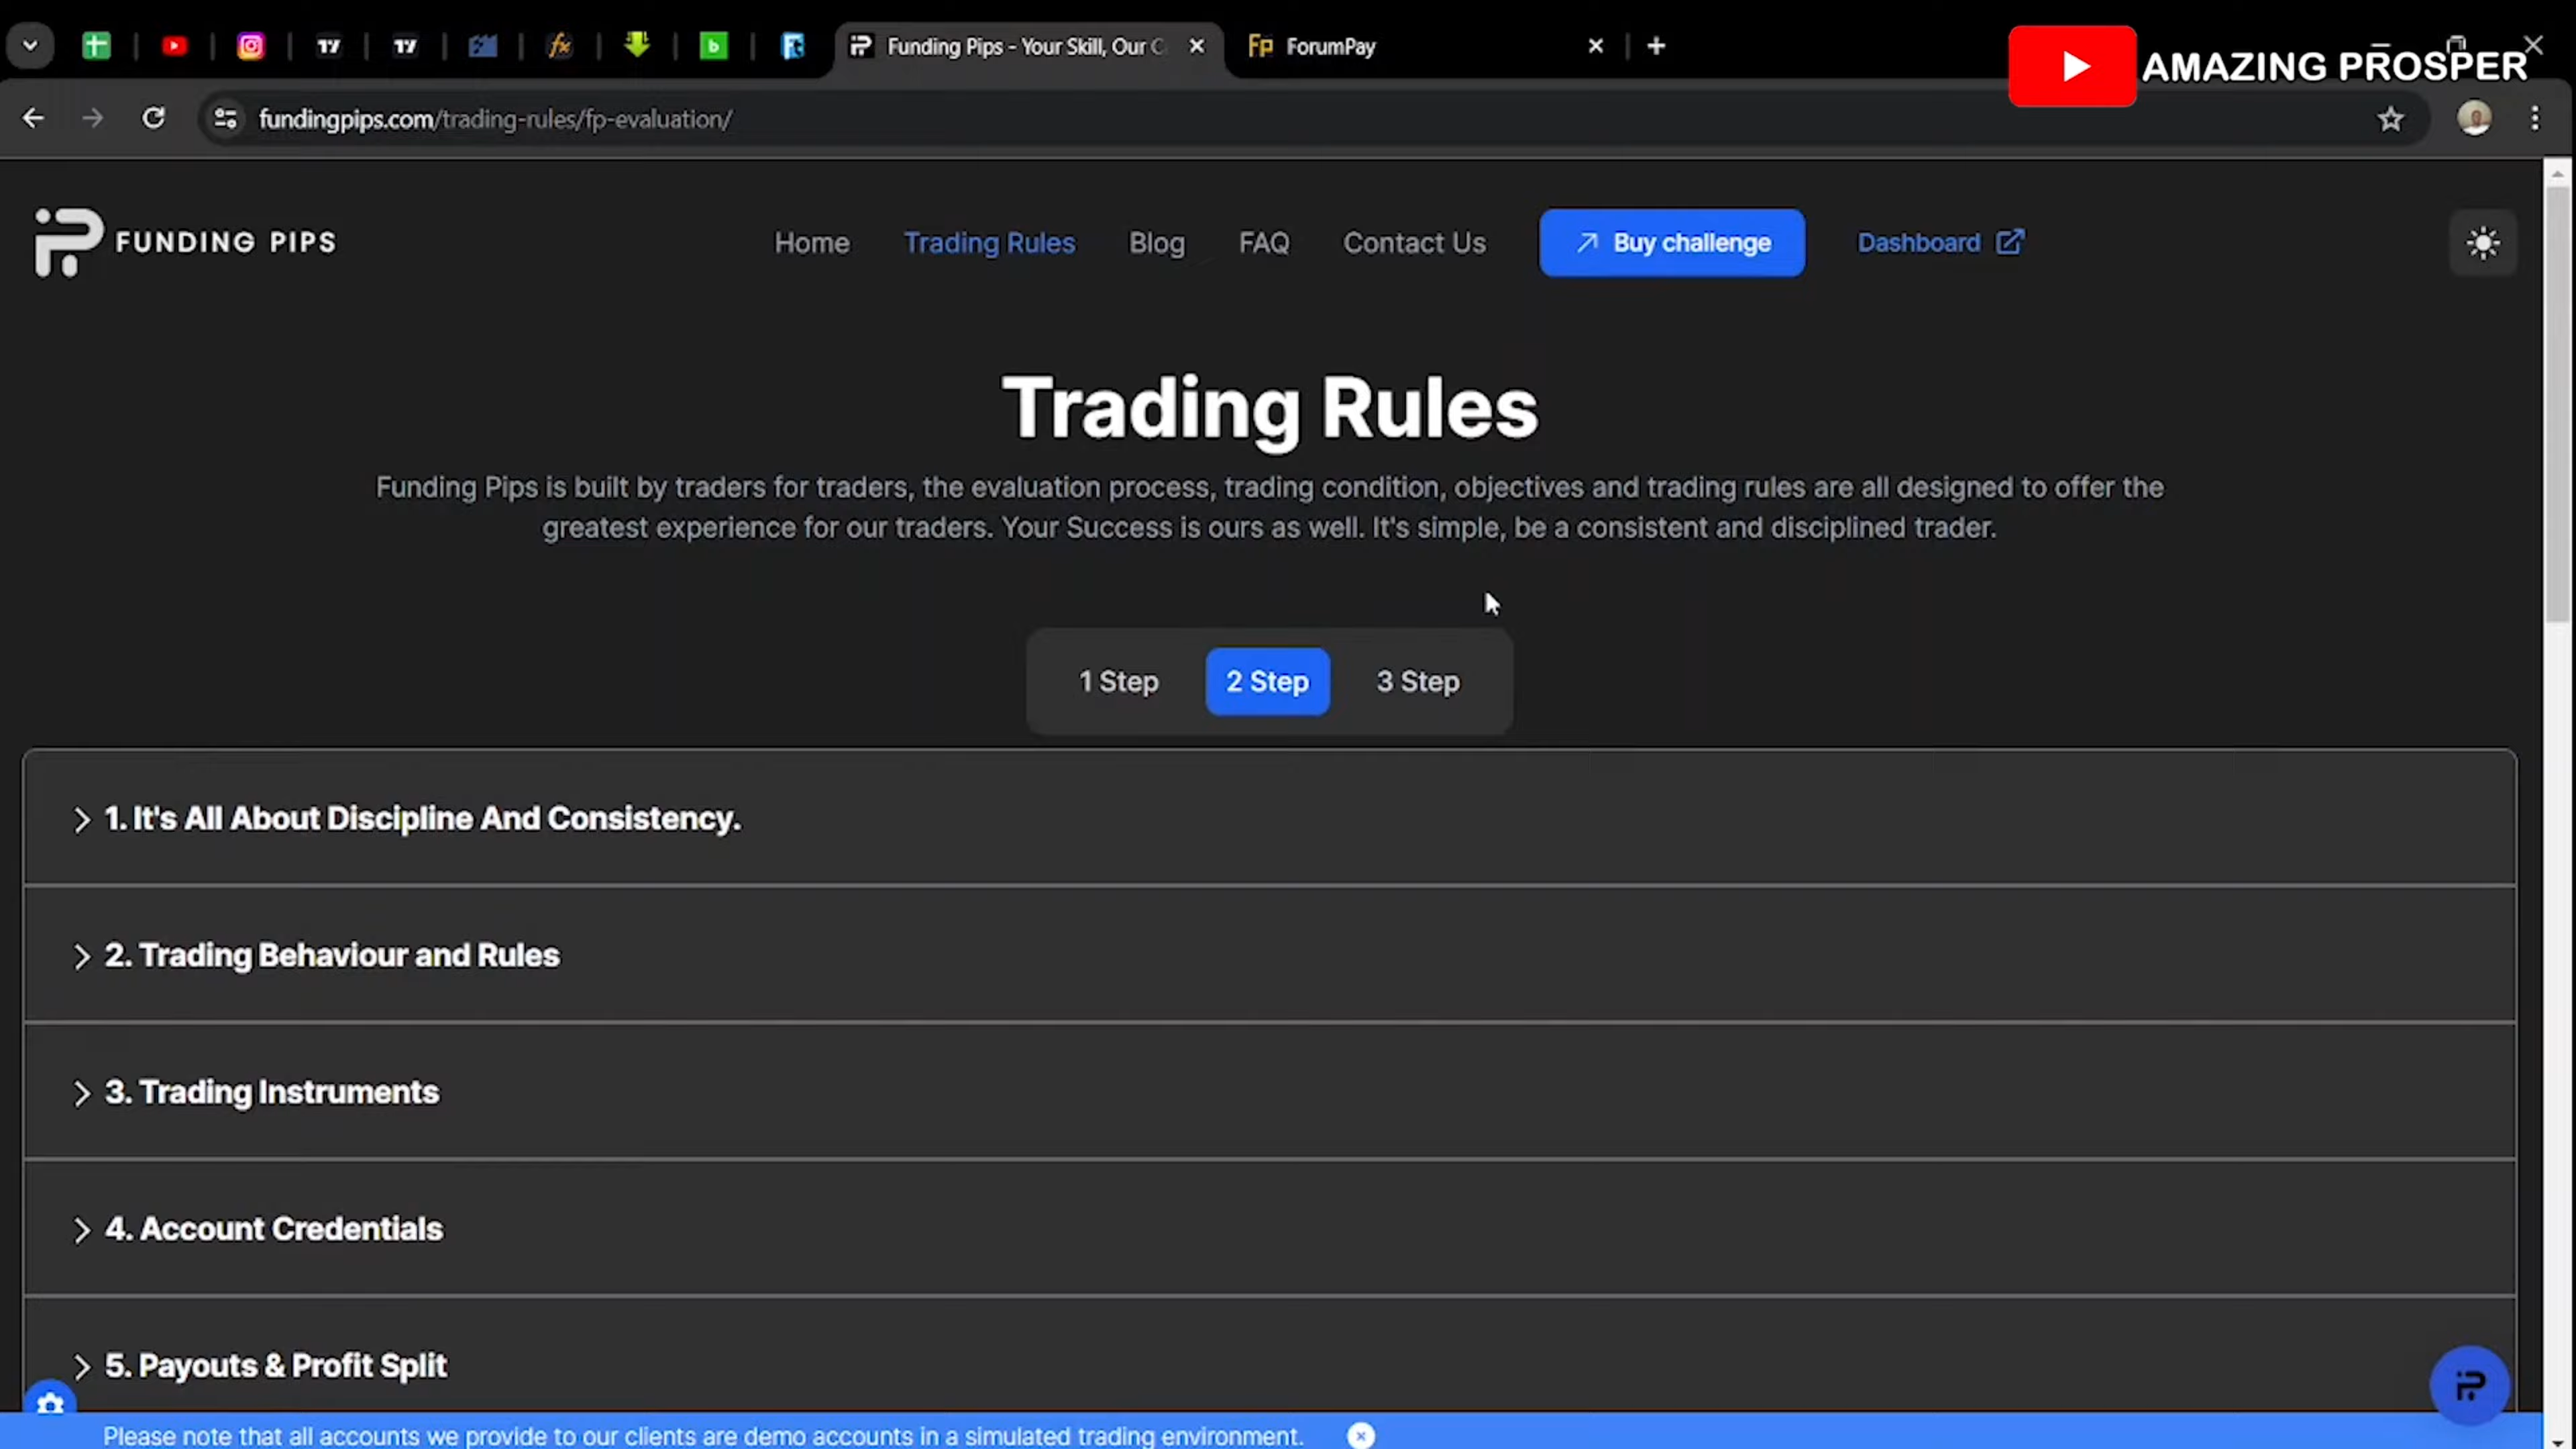 Funding Pips - Your Skill, Our C
ForumPay
AMAZING PROSPER
fundingpips.com/trading-rules/fp-evaluation/
FUNDING PIPS
Home
Trading Rules
Blog
FAQ
Contact Us
Buy challenge
Dashboard
Trading Rules
Funding Pips is built by traders for traders, the evaluation process, trading condition, objectives and trading rules are all designed to offer the
greatest experience for our traders. Your Success is ours as well. It's simple, be a consistent and disciplined trader.
1 Step
2 Step
3 Step
1. It's All About Discipline And Consistency.
2. Trading Behaviour and Rules
3. Trading Instruments
4. Account Credentials
5. Payouts & Profit Split
Please note that all accounts we provide to our clients are demo accounts in a simulated trading environment.